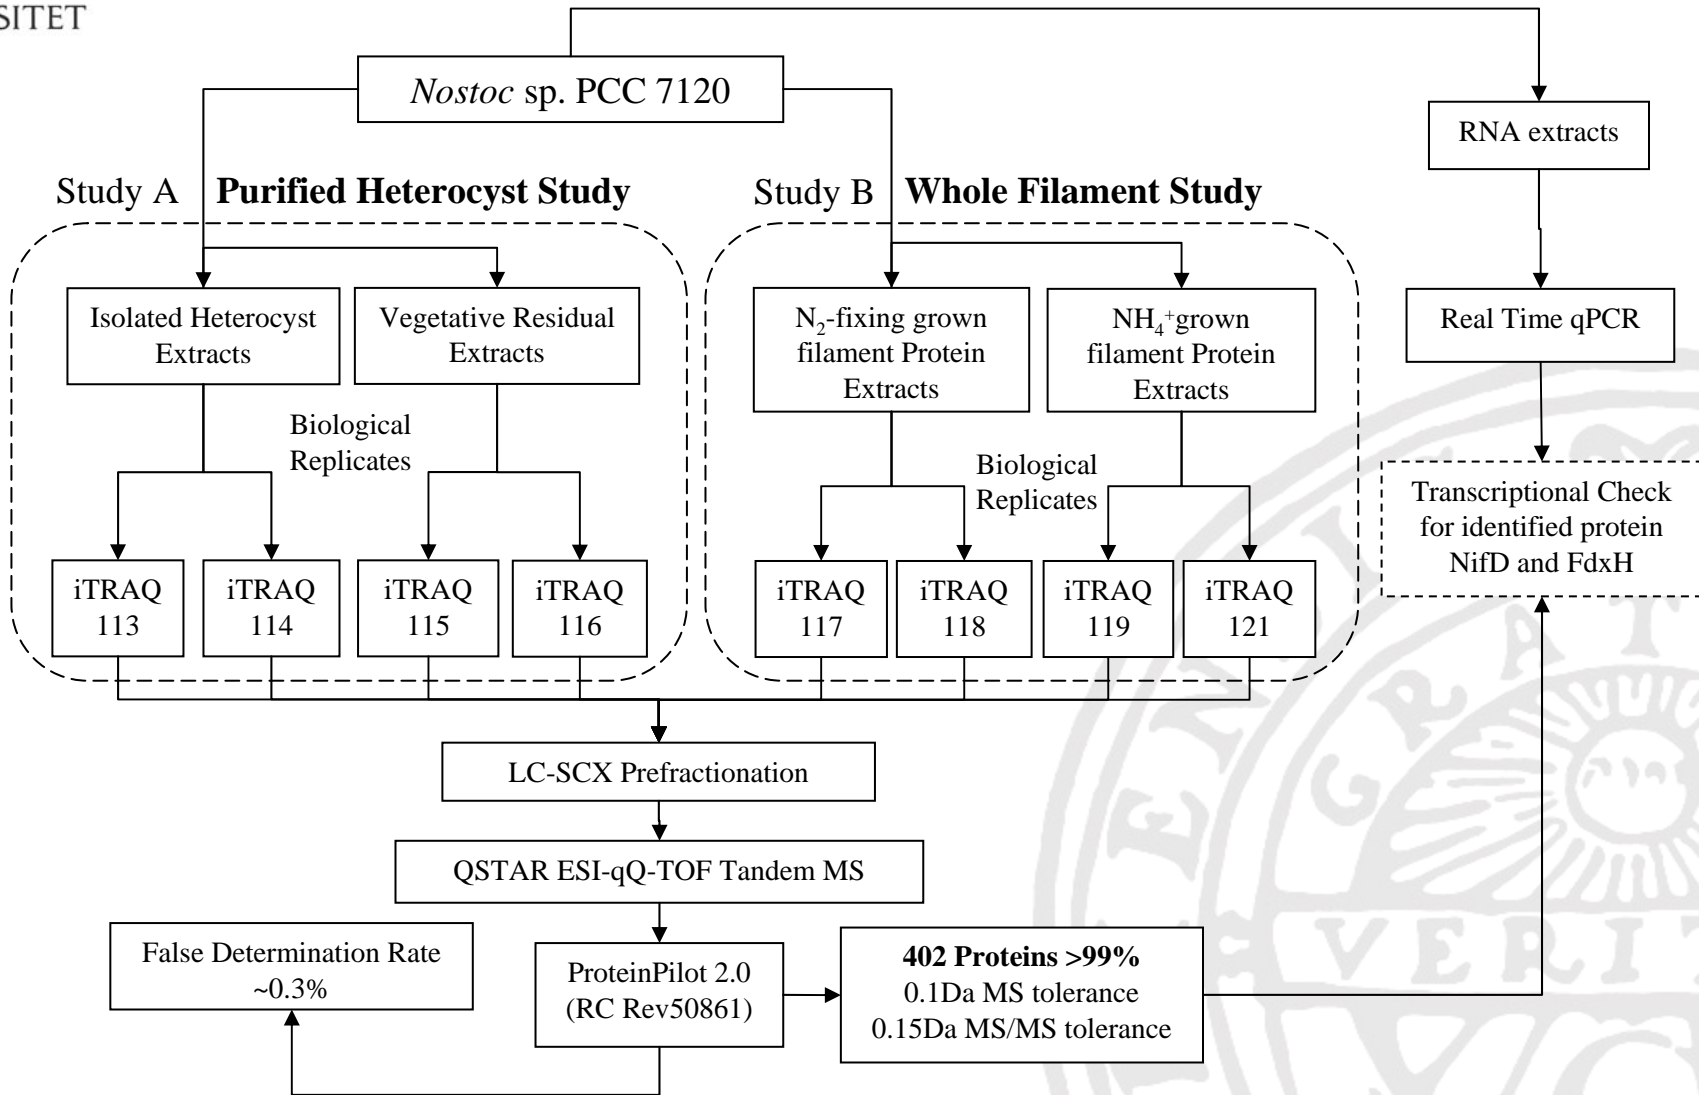 SITET
Nostoc sp. PCC 7120
RNA extracts
Study A Purified Heterocyst Study
Study B Whole Filament Study
Isolated Heterocyst
Extracts
Vegetative Residual
Extracts
N₂-fixing grown
filament Protein
Extracts
NH₄⁺grown
filament Protein
Extracts
Real Time qPCR
Biological
Replicates
Biological
Replicates
Transcriptional Check
for identified protein
NifD and FdxH
iTRAQ
113
iTRAQ
114
iTRAQ
115
iTRAQ
116
iTRAQ
117
iTRAQ
118
iTRAQ
119
iTRAQ
121
LC-SCX Prefractionation
QSTAR ESI-qQ-TOF Tandem MS
False Determination Rate
~0.3%
ProteinPilot 2.0
(RC Rev50861)
402 Proteins >99%
0.1Da MS tolerance
0.15Da MS/MS tolerance
GRAT
VERIT